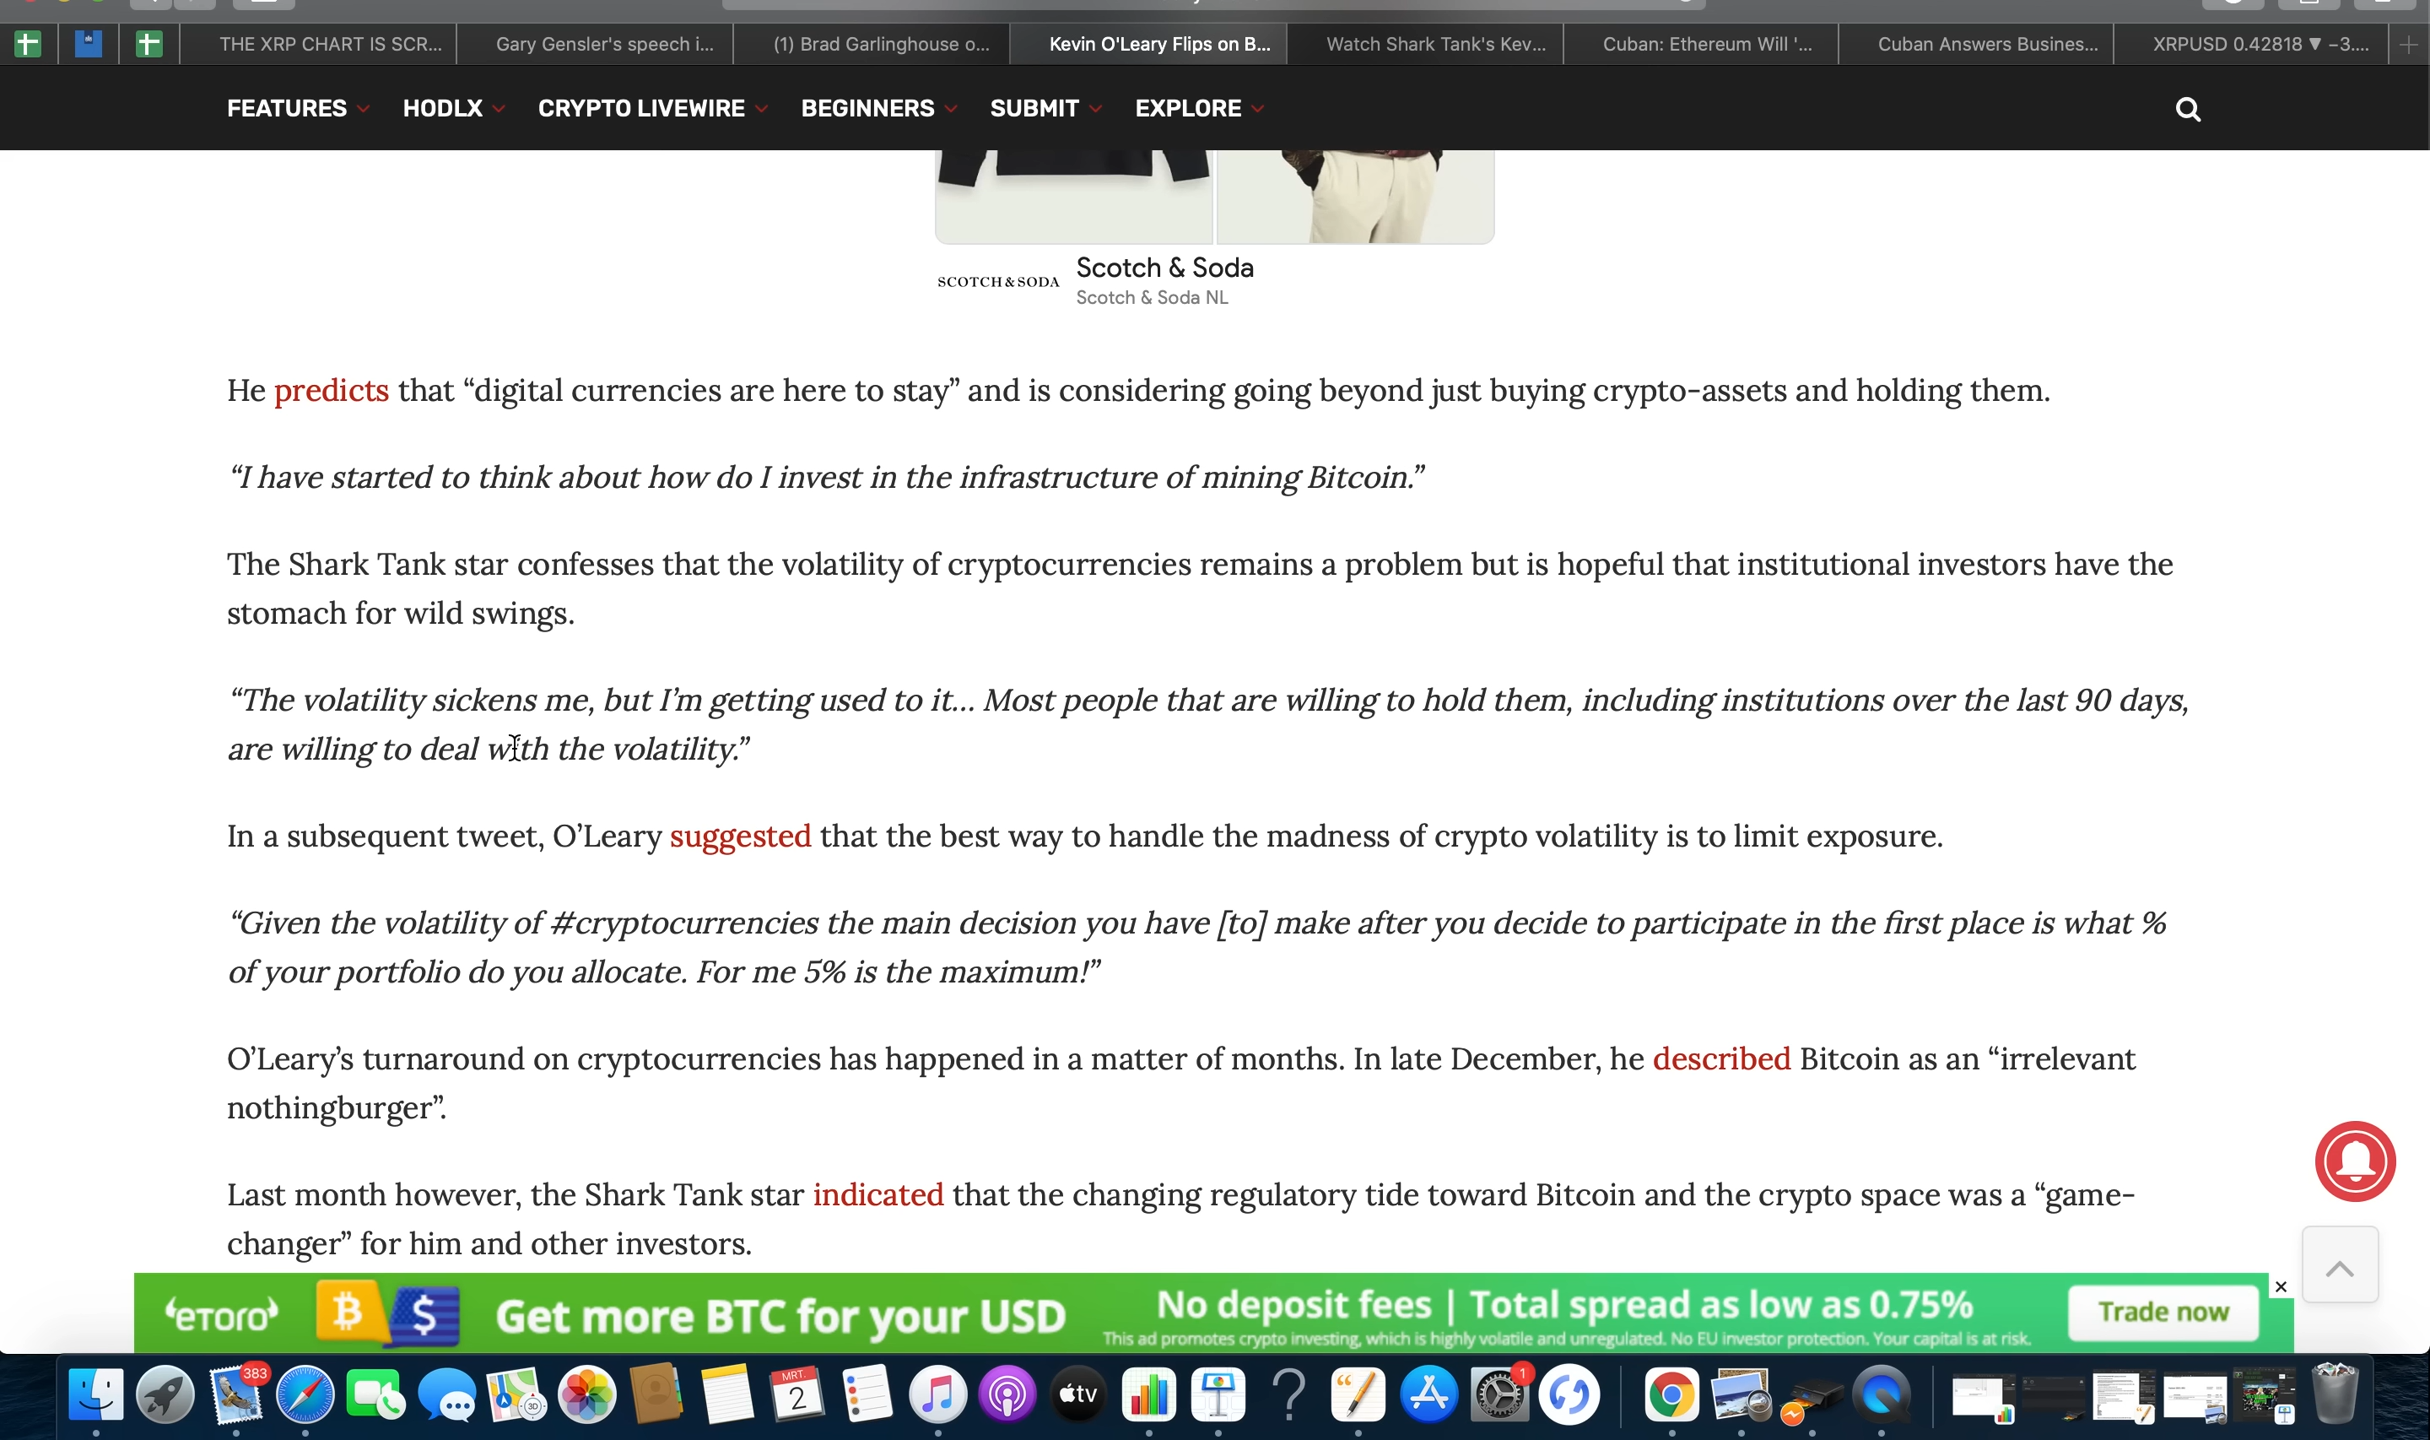 THE XRP CHART IS SCR...
Gary Gensler's speech i...
(1) Brad Garlinghouse o...
Kevin O'Leary Flips on B...
Watch Shark Tank's Kev...
Cuban: Ethereum Will '...
Cuban Answers Busines...
XRPUSD 0.42818 ▼ −3....
FEATURES
HODLX
CRYPTO LIVEWIRE
BEGINNERS
SUBMIT
EXPLORE
SCOTCH & SODA
Scotch & Soda
Scotch & Soda NL
He predicts that “digital currencies are here to stay” and is considering going beyond just buying crypto-assets and holding them.
“I have started to think about how do I invest in the infrastructure of mining Bitcoin.”
The Shark Tank star confesses that the volatility of cryptocurrencies remains a problem but is hopeful that institutional investors have the
stomach for wild swings.
“The volatility sickens me, but I’m getting used to it… Most people that are willing to hold them, including institutions over the last 90 days,
are willing to deal with the volatility.”
In a subsequent tweet, O’Leary suggested that the best way to handle the madness of crypto volatility is to limit exposure.
“Given the volatility of #cryptocurrencies the main decision you have [to] make after you decide to participate in the first place is what %
of your portfolio do you allocate. For me 5% is the maximum!”
O’Leary’s turnaround on cryptocurrencies has happened in a matter of months. In late December, he described Bitcoin as an “irrelevant
nothingburger”.
Last month however, the Shark Tank star indicated that the changing regulatory tide toward Bitcoin and the crypto space was a “game-
changer” for him and other investors.
eToro
Get more BTC for your USD
No deposit fees | Total spread as low as 0.75%
This ad promotes crypto investing, which is highly volatile and unregulated. No EU investor protection. Your capital is at risk.
Trade now
383
3D
MRT.
2
tv
1